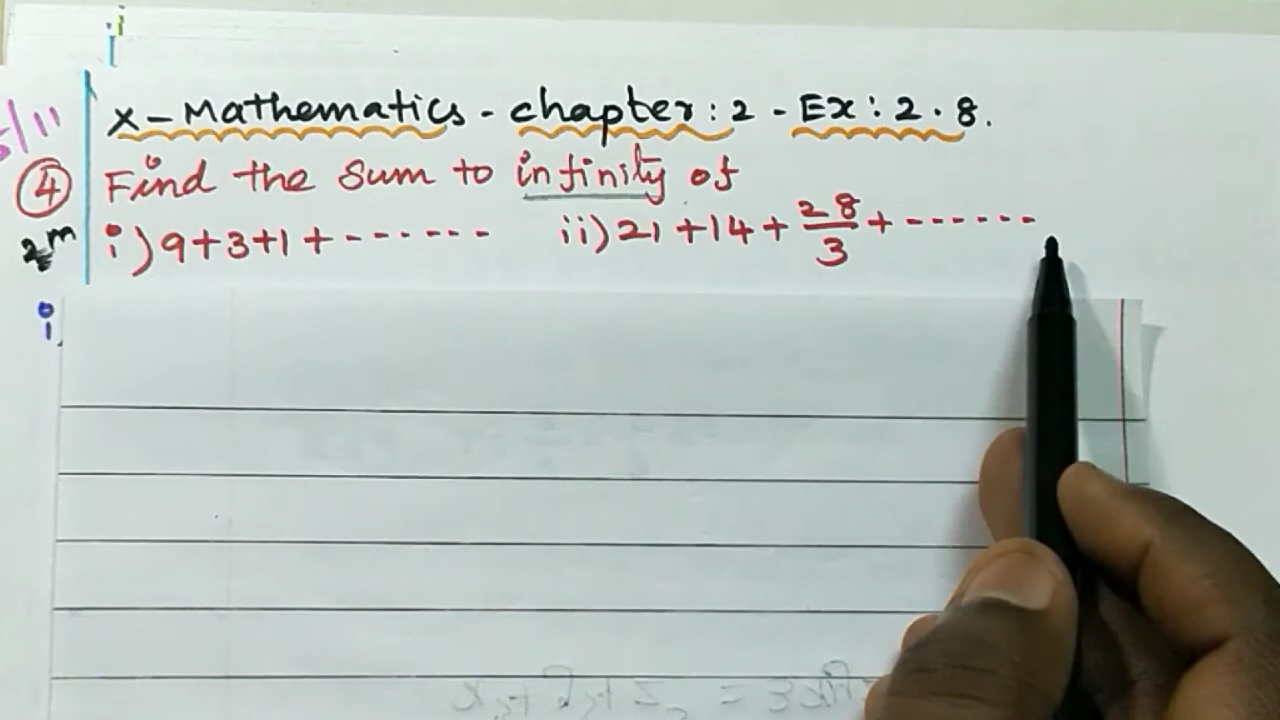 X-Mathematics - chapter: 2 - Ex: 2.8.
④ Find the sum to infinity of
2m i) 9+3+1+------ ii) 21+14+28/3+------
i